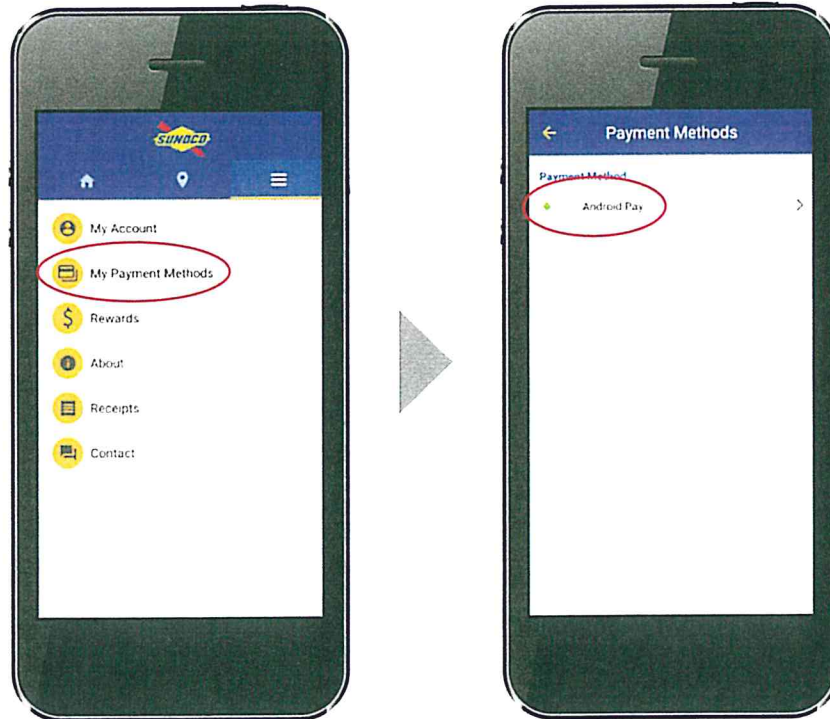 SUNOCO
My Account
My Payment Methods
Rewards
About
Receipts
Contact
Payment Methods
Payment Method
Android Pay